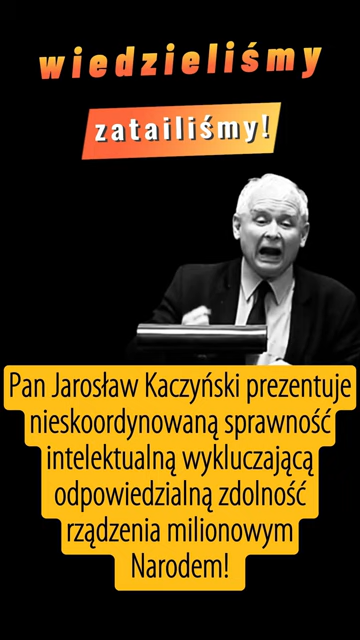 wiedzieliśmy
zatailiśmy!
Pan Jarosław Kaczyński prezentuje
nieskoordynowaną sprawność
intelektualną wykluczającą
odpowiedzialną zdolność
rządzenia milionowym
Narodem!